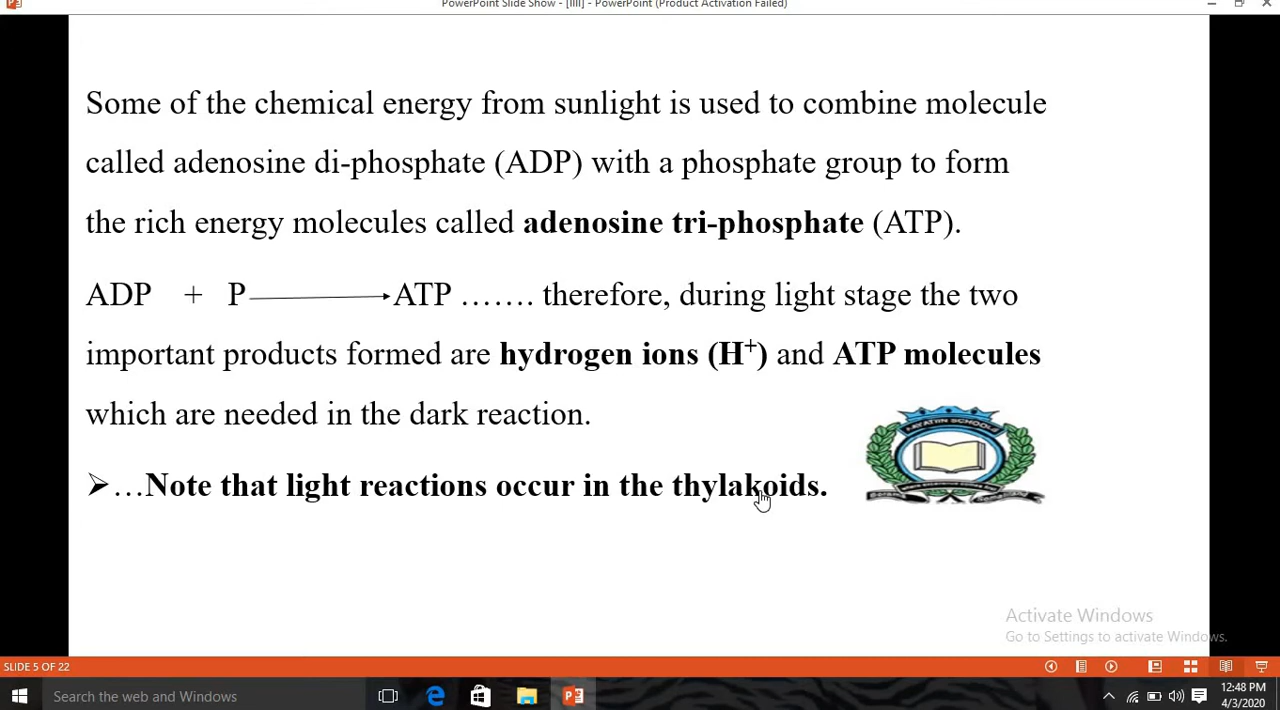 PowerPoint Slide Show - [IIII] - PowerPoint (Product Activation Failed)
Some of the chemical energy from sunlight is used to combine molecule
called adenosine di-phosphate (ADP) with a phosphate group to form
the rich energy molecules called adenosine tri-phosphate (ATP).
ADP + P ATP ……. therefore, during light stage the two
important products formed are hydrogen ions (H⁺) and ATP molecules
which are needed in the dark reaction.
➢ …Note that light reactions occur in the thylakoids.
SCHOOLS
Activate Windows
Go to Settings to activate Windows.
SLIDE 5 OF 22
Search the web and Windows
12:48 PM
4/3/2020